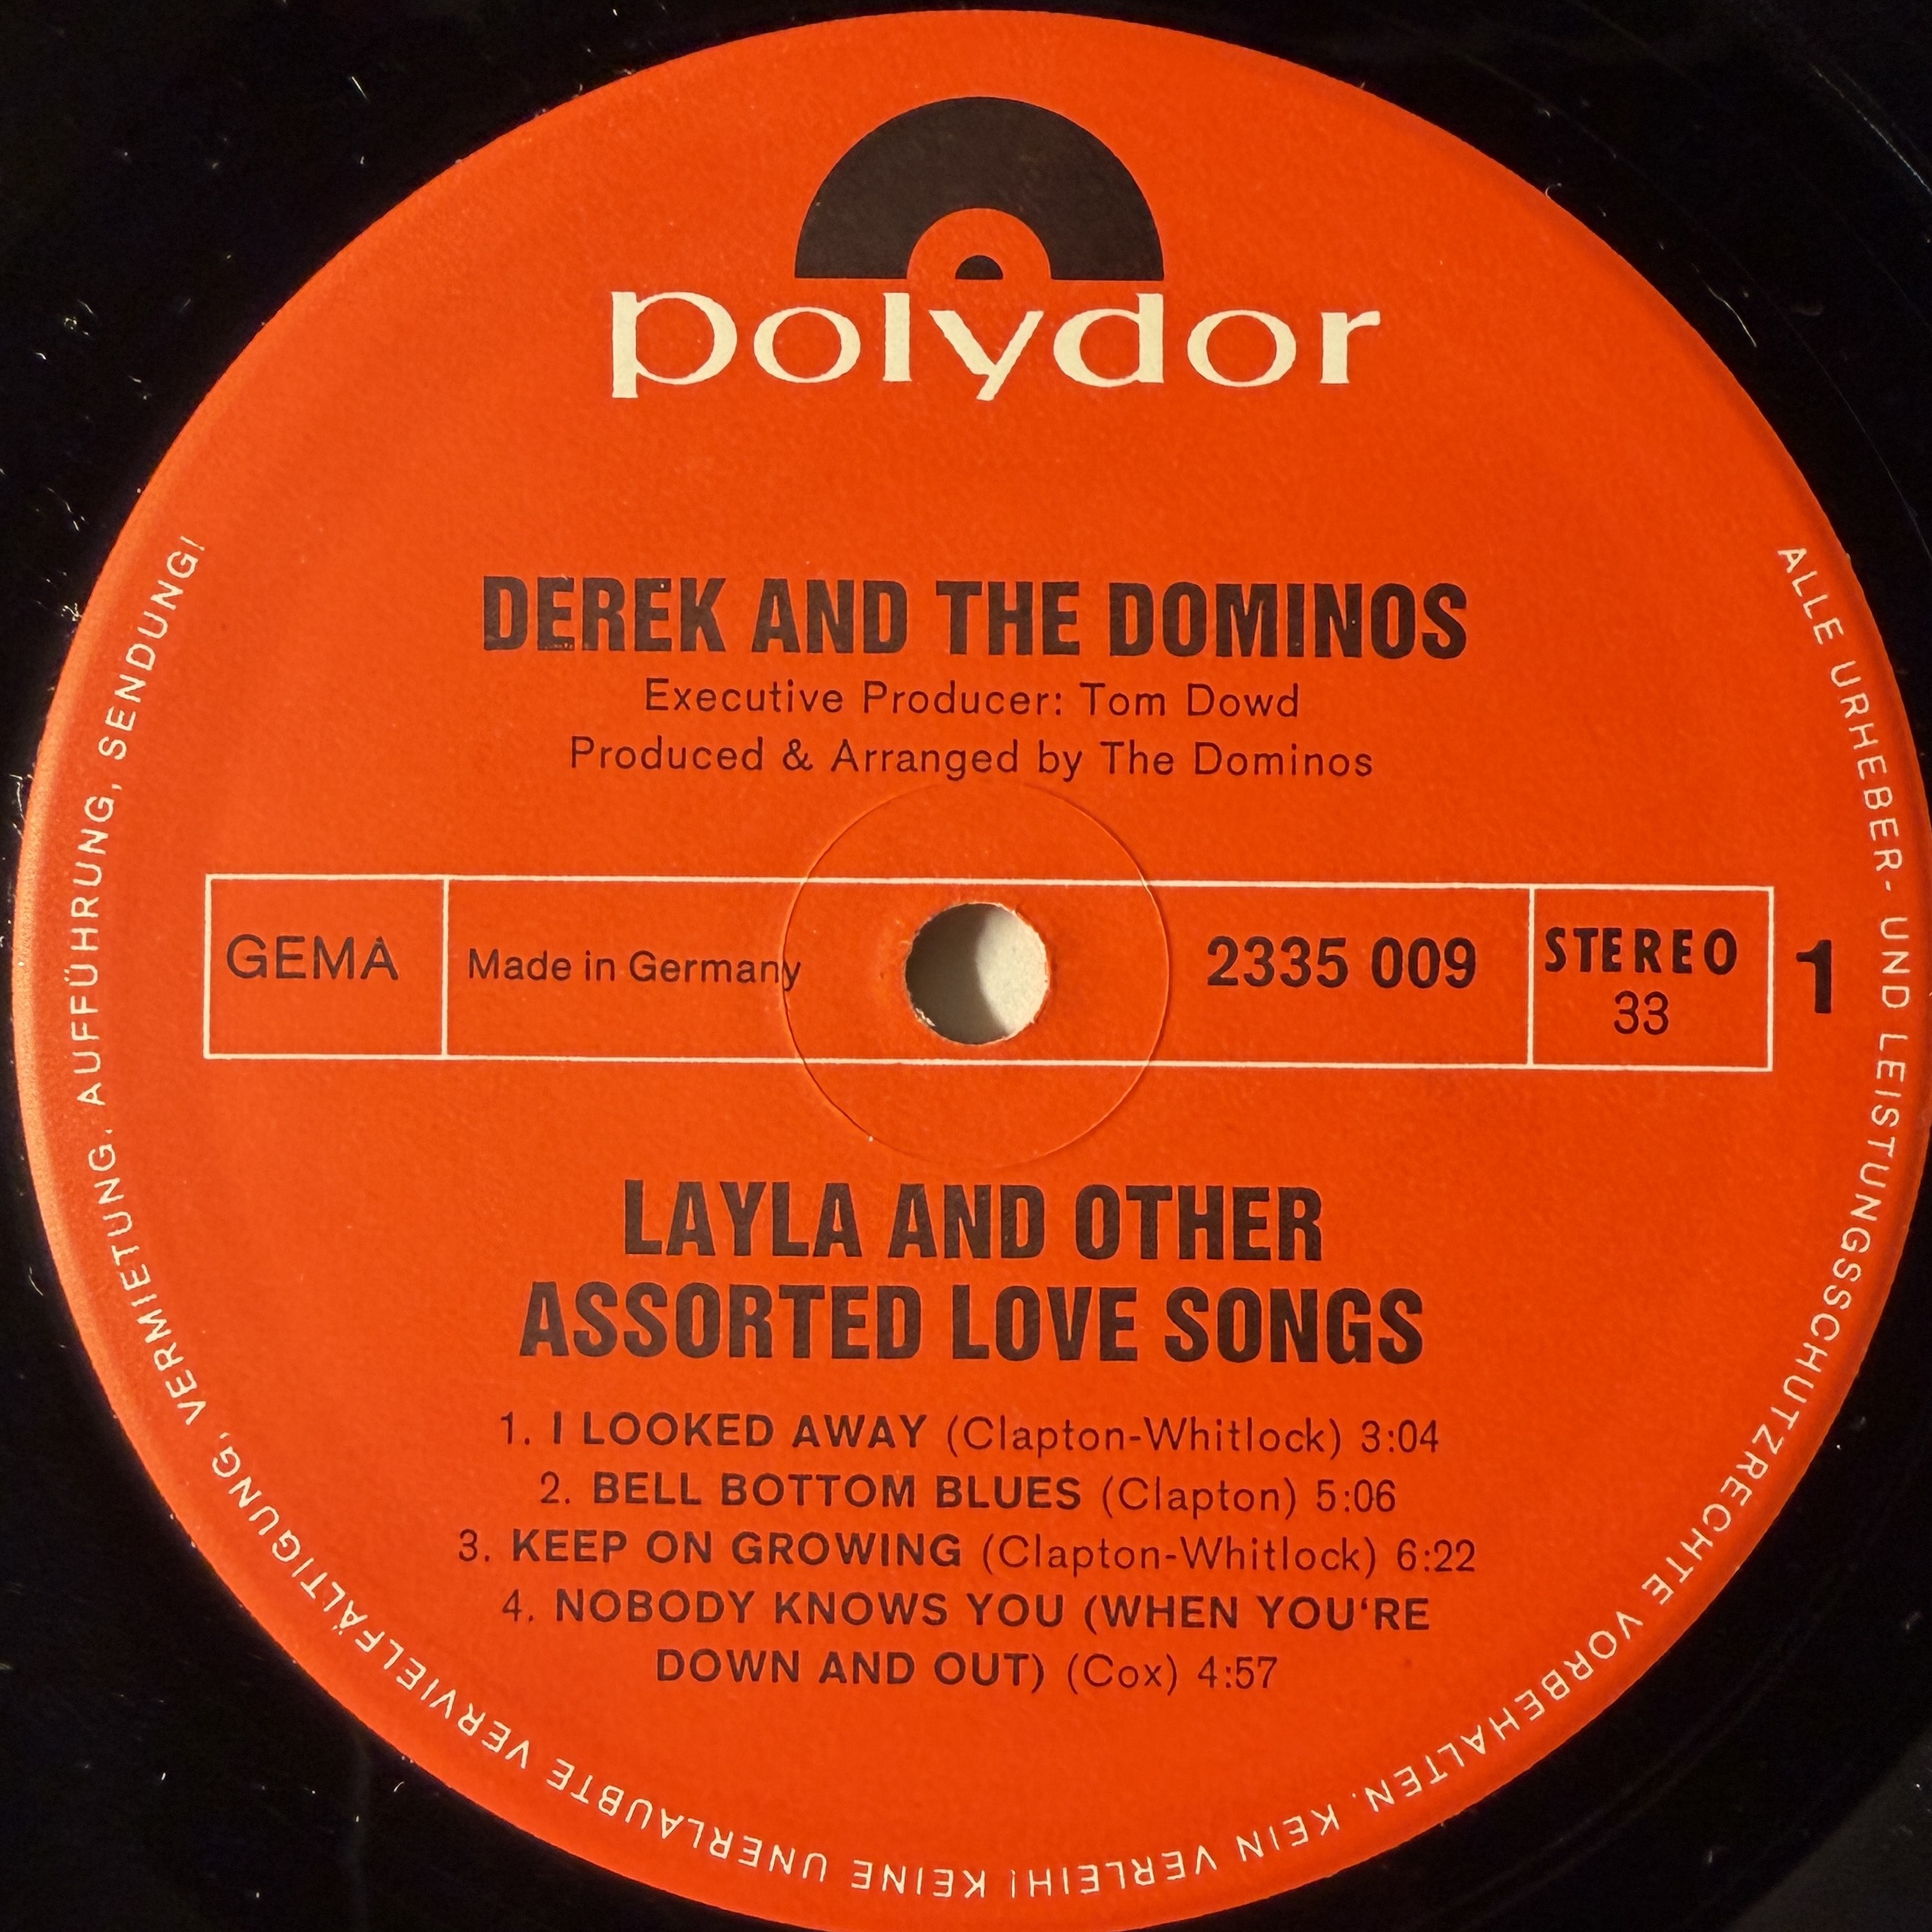 polydor
DEREK AND THE DOMINOS
Executive Producer: Tom Dowd
Produced & Arranged by The Dominos
GEMA
Made in Germany
2335 009
STEREO
33
1
LAYLA AND OTHER
ASSORTED LOVE SONGS
1. I LOOKED AWAY (Clapton-Whitlock) 3:04
2. BELL BOTTOM BLUES (Clapton) 5:06
3. KEEP ON GROWING (Clapton-Whitlock) 6:22
4. NOBODY KNOWS YOU (WHEN YOU‘RE
DOWN AND OUT) (Cox) 4:57
ALLE URHEBER- UND LEISTUNGSSCHUTZRECHTE VORBEHALTEN. KEIN VERLEIH! KEINE UNERLAUBTE VERVIELFÄLTIGUNG, VERMIETUNG, AUFFÜHRUNG, SENDUNG!